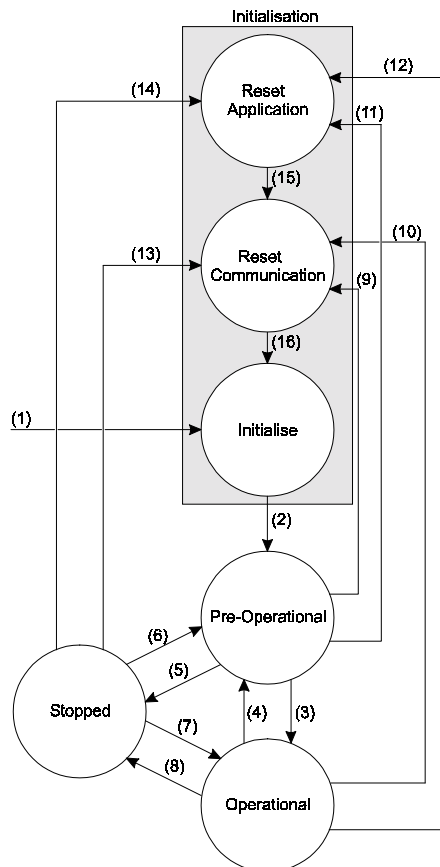 Initialisation
(12)
(14)
Reset
Application
(11)
(15)
(10)
(13)
Reset
Communication
(9)
(16)
(1)
Initialise
(2)
Pre-Operational
(6)
(5)
Stopped
(7)
(4)
(3)
(8)
Operational